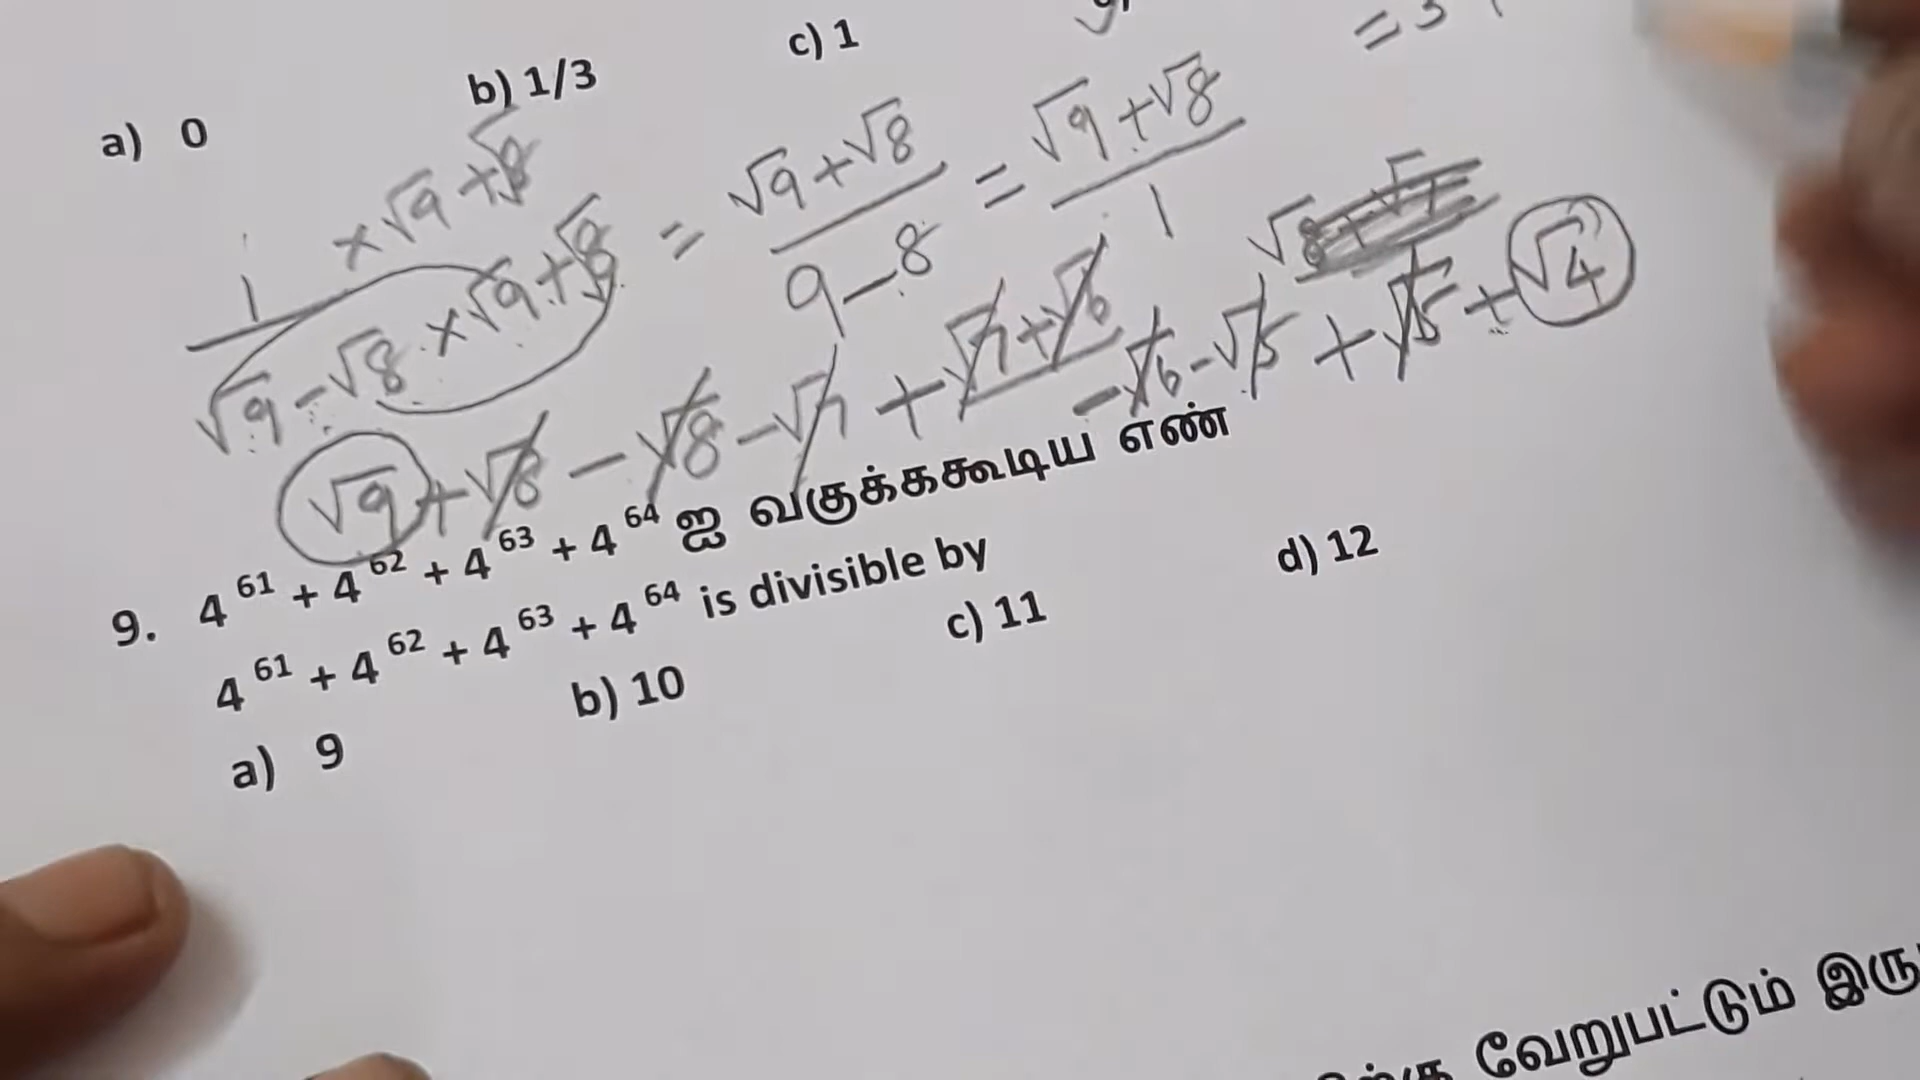 c) 1
= 3
b) 1/3
a) 0
1 × √9 + √8
√9 - √8 × √9 + √8
= √9 + √8
9 - 8
= √9 + √8
1
√9 + √8 - √8 - √7 + √7 + √6 - √6 - √5 + √5 + √4
9. 4^61 + 4^62 + 4^63 + 4^64 ஐ வகுக்ககூடிய எண்
4^61 + 4^62 + 4^63 + 4^64 is divisible by
a) 9 b) 10 c) 11 d) 12
வேறுபட்டும்